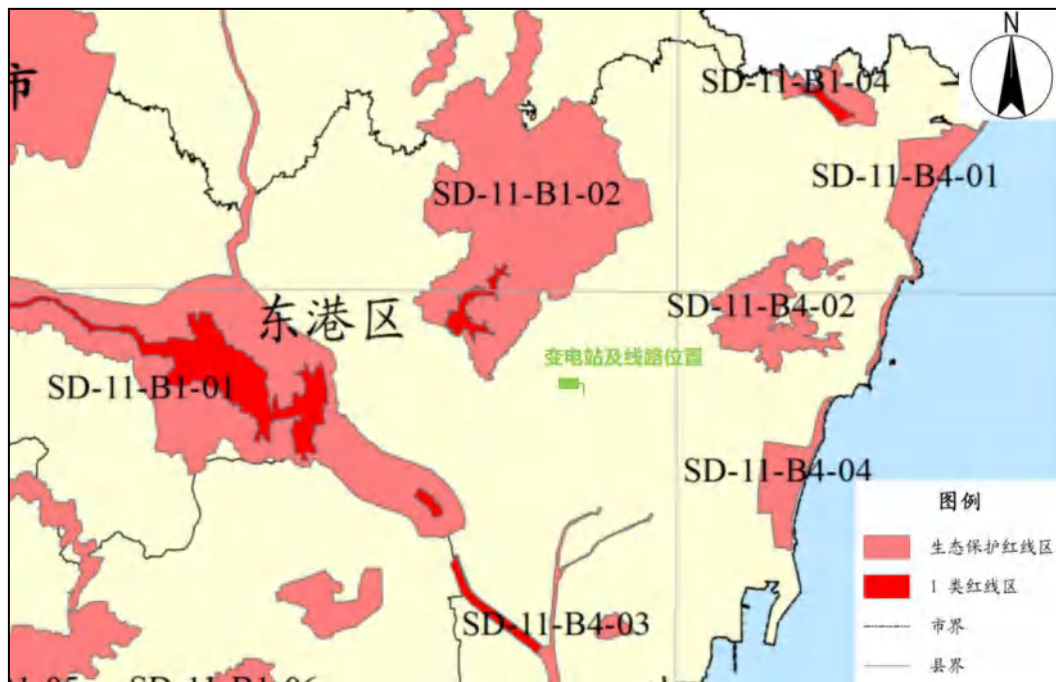 N
市
SD-11-B1-04
SD-11-B4-01
SD-11-B1-02
SD-11-B4-02
东港区
变电站及线路位置
SD-11-B1-01
SD-11-B4-04
图例
生态保护红线区
1 类红线区
市界
县界
SD-11-B4-03